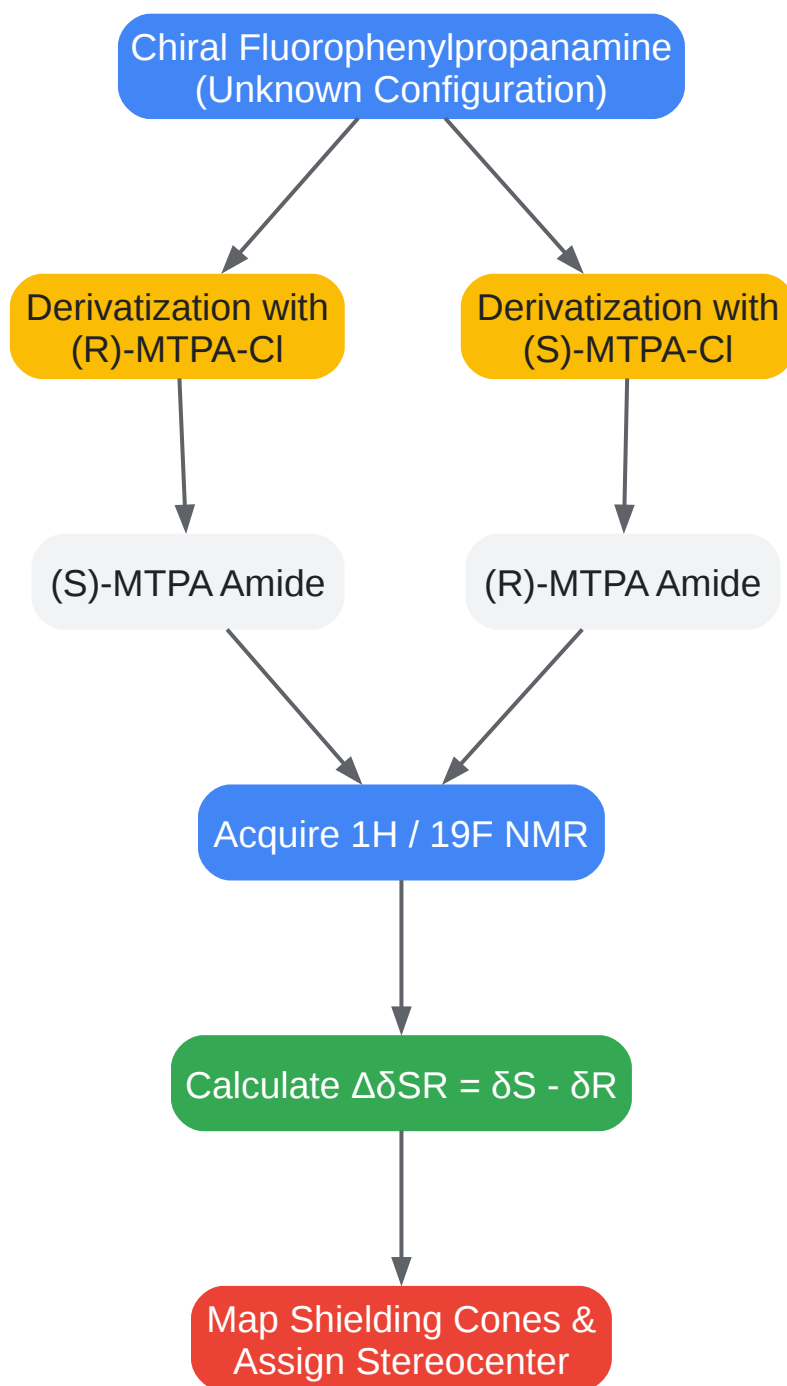 Chiral Fluorophenylpropanamine
(Unknown Configuration)
Derivatization with
(R)-MTPA-Cl
Derivatization with
(S)-MTPA-Cl
(S)-MTPA Amide
(R)-MTPA Amide
Acquire 1H / 19F NMR
Calculate ΔδSR = δS - δR
Map Shielding Cones &
Assign Stereocenter